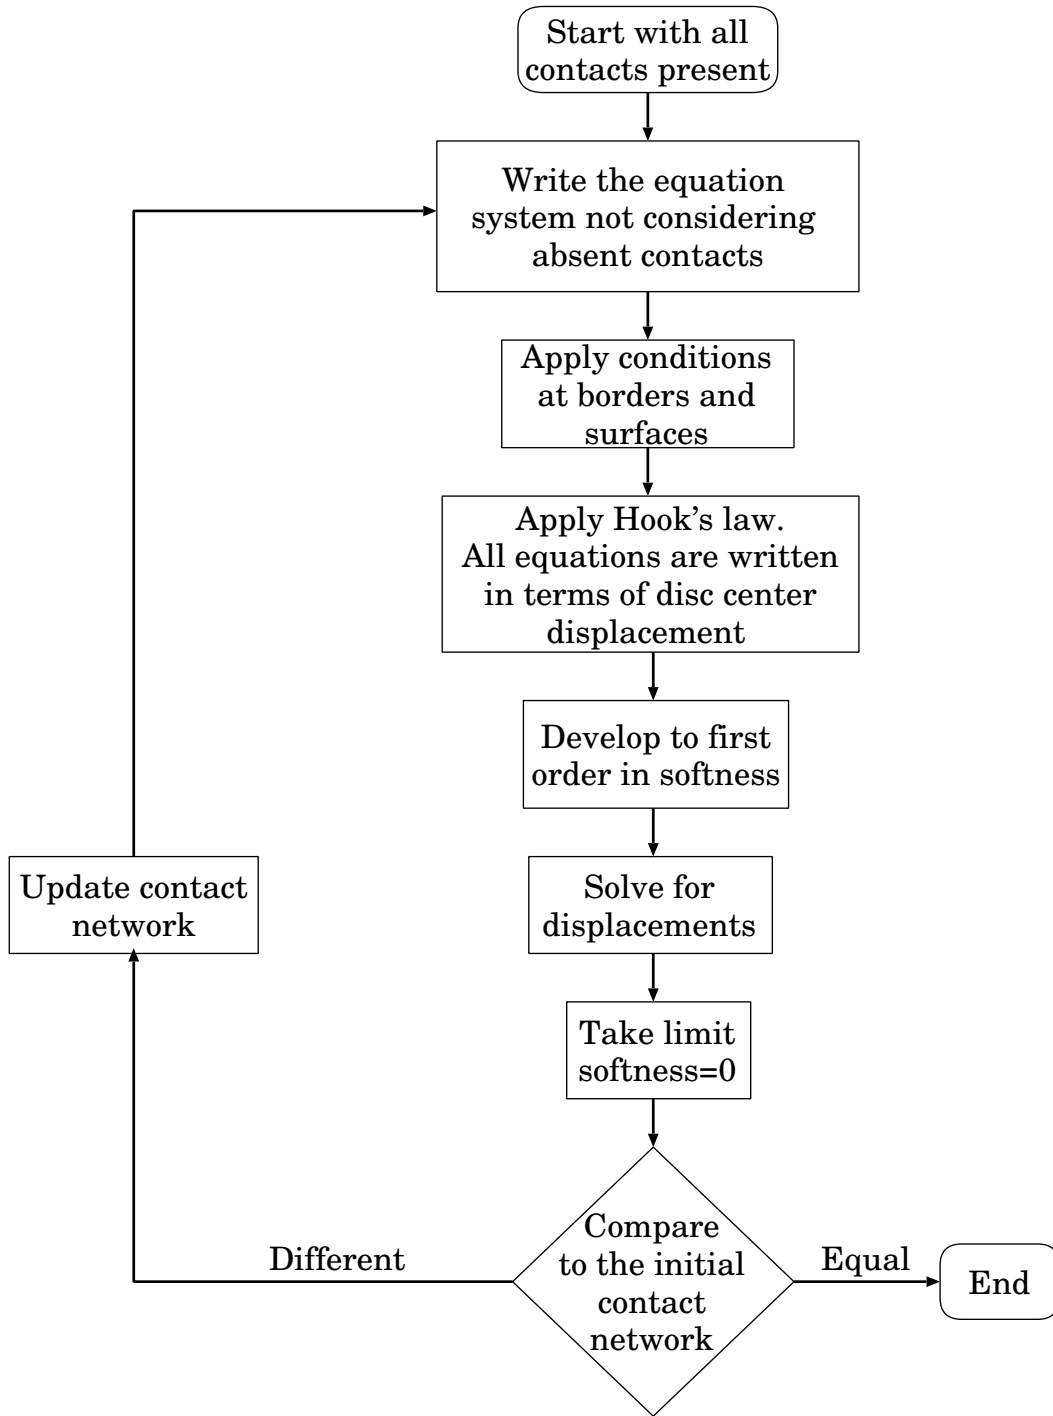 Start with all
contacts present
Write the equation
system not considering
absent contacts
Apply conditions
at borders and
surfaces
Apply Hook's law.
All equations are written
in terms of disc center
displacement
Develop to first
order in softness
Update contact
network
Solve for
displacements
Take limit
softness=0
Compare
to the initial
contact
network
Different
Equal
End